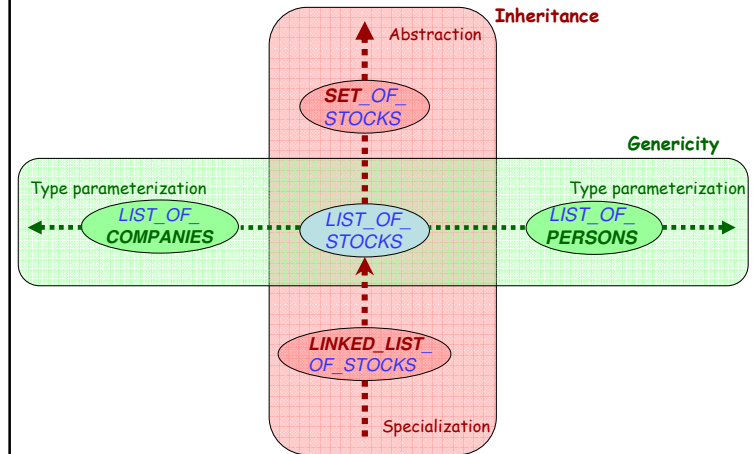 Inheritance
Abstraction
SET_OF_
STOCKS
Genericity
Type parameterization
Type parameterization
LIST_OF_
COMPANIES
LIST_OF_
STOCKS
LIST_OF_
PERSONS
LINKED_LIST_
OF_STOCKS
Specialization